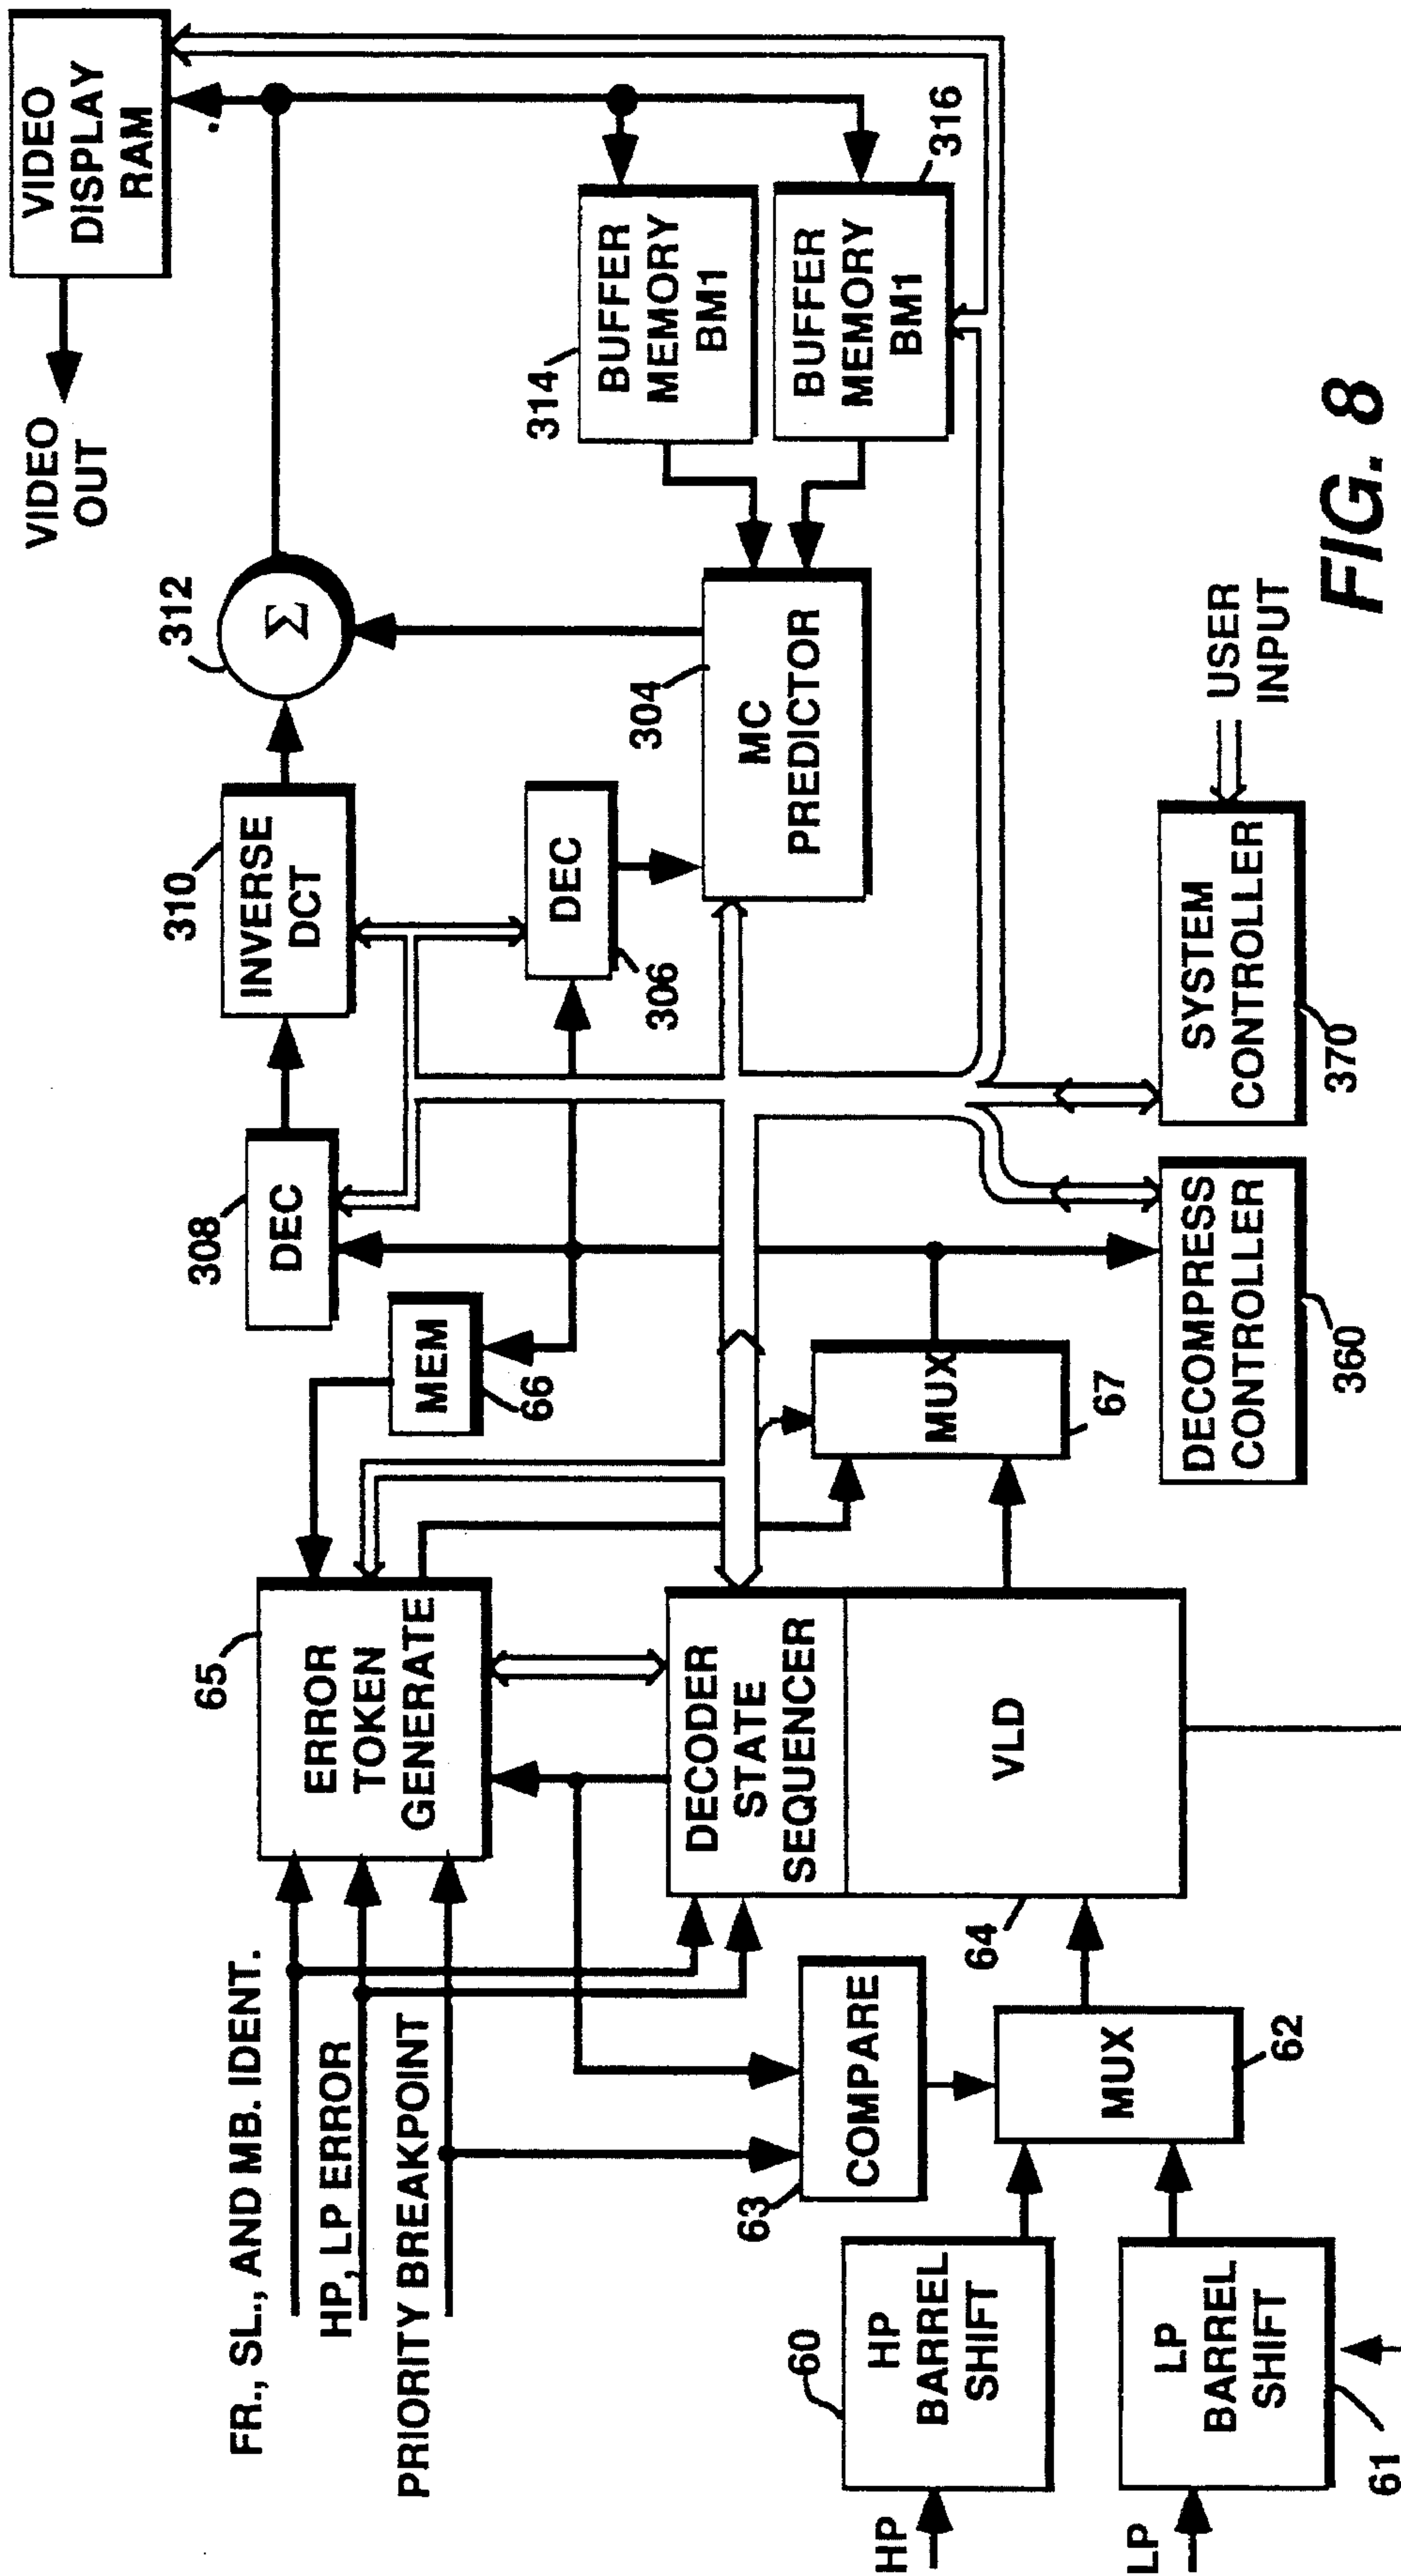 FR., SL., AND MB. IDENT.
HP, LP ERROR
PRIORITY BREAKPOINT
65
ERROR
TOKEN
GENERATE
MEM
66
308
DEC
310
INVERSE
DCT
312
Σ
VIDEO
OUT
VIDEO
DISPLAY
RAM
DEC
306
304
MC
PREDICTOR
314
BUFFER
MEMORY
BM1
BUFFER
MEMORY
BM1
316
63
COMPARE
DECODER
STATE
SEQUENCER
VLD
64
MUX
67
HP
60
HP
BARREL
SHIFT
MUX
62
LP
LP
BARREL
SHIFT
61
DECOMPRESS
CONTROLLER
360
SYSTEM
CONTROLLER
370
USER
INPUT
FIG. 8